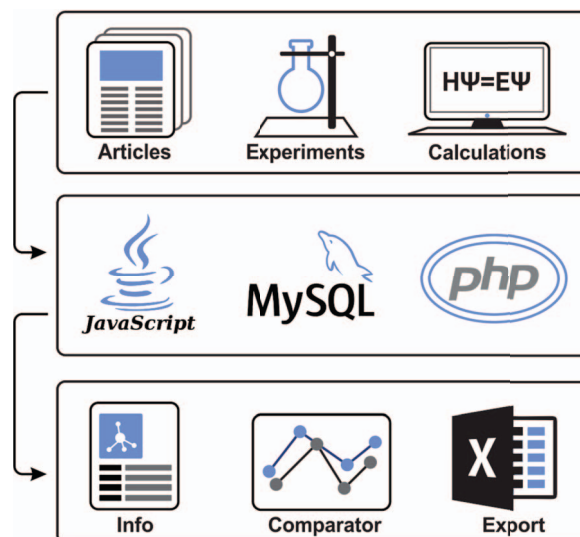 HΨ=EΨ
Articles
Experiments
Calculations
JavaScript
MySQL
php
X
Info
Comparator
Export